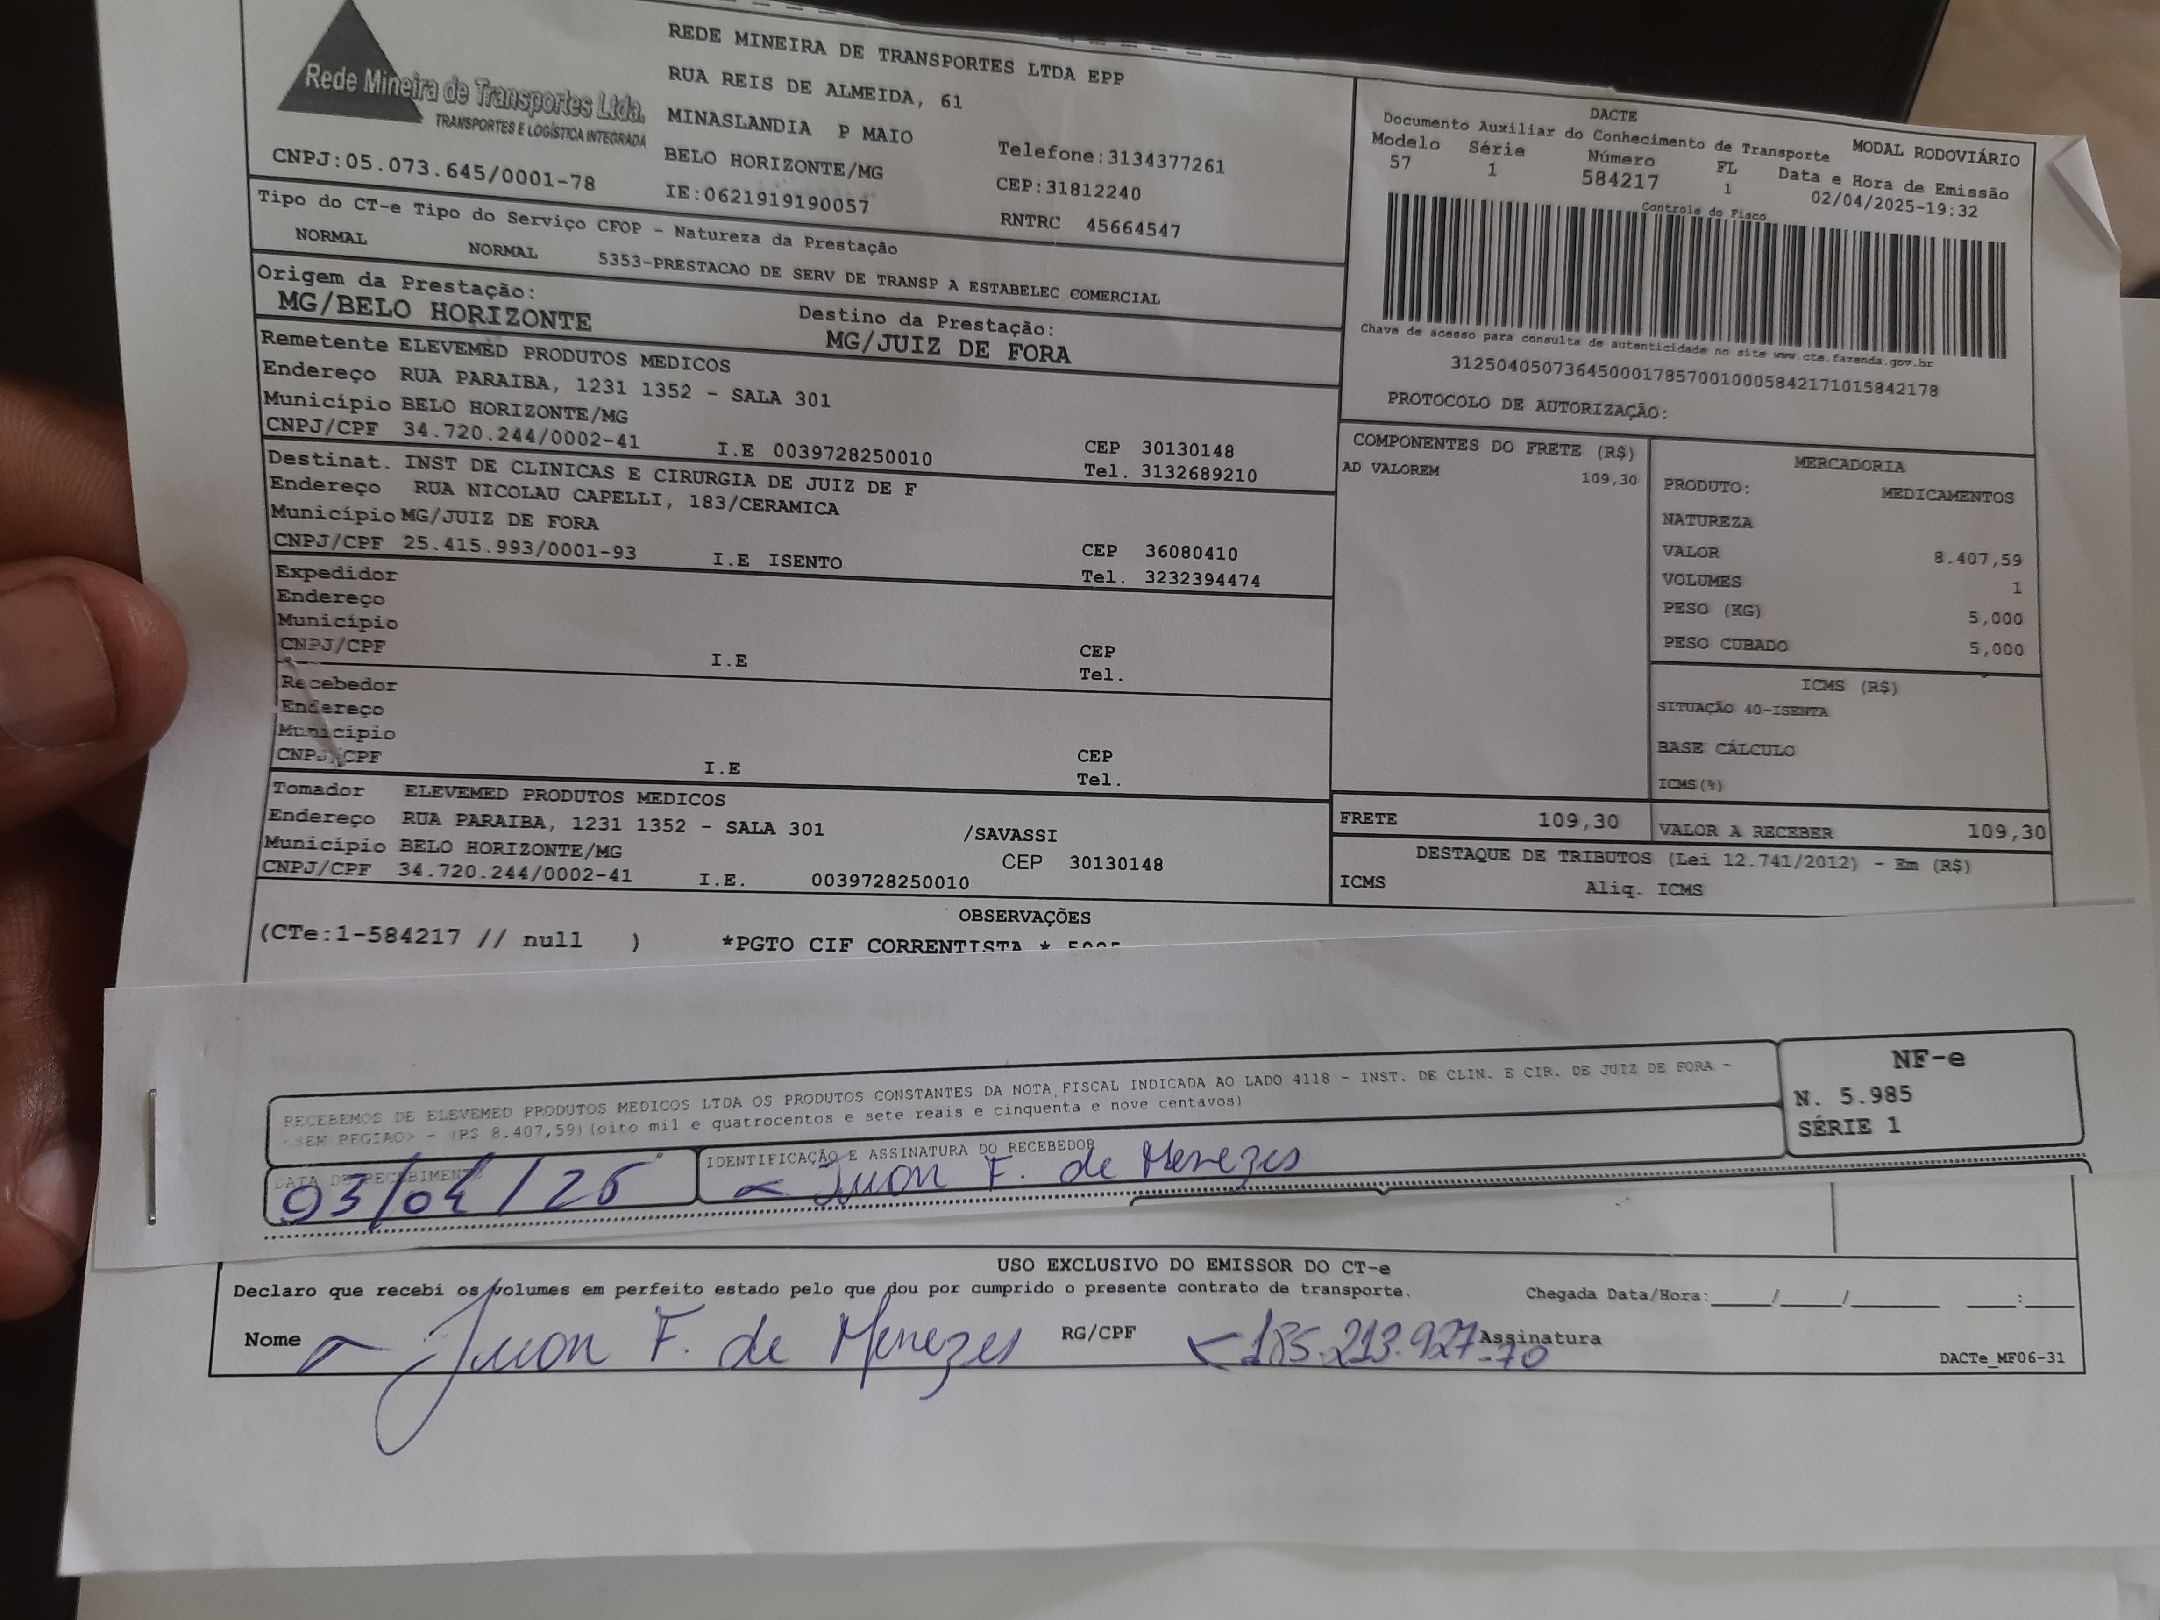 Rede Mineira de Transportes Ltda.
TRANSPORTES E LOGÍSTICA INTEGRADA
CNPJ:05.073.645/0001-78
REDE MINEIRA DE TRANSPORTES LTDA EPP
RUA REIS DE ALMEIDA, 61
MINASLANDIA P MAIO
BELO HORIZONTE/MG Telefone:3134377261
IE:0621919190057 CEP:31812240
RNTRC 45664547
DACTE
Documento Auxiliar do Conhecimento de Transporte MODAL RODOVIÁRIO
Modelo Série Número FL Data e Hora de Emissão
57 1 584217 1 02/04/2025-19:32
Controle do Fisco
Chave de acesso para consulta de autenticidade no site www.cte.fazenda.gov.br
31250405073645000178570010005842171015842178
PROTOCOLO DE AUTORIZAÇÃO:
Tipo do CT-e Tipo do Serviço CFOP - Natureza da Prestação
NORMAL NORMAL 5353-PRESTACAO DE SERV DE TRANSP A ESTABELEC COMERCIAL
Origem da Prestação: Destino da Prestação:
MG/BELO HORIZONTE MG/JUIZ DE FORA
Remetente ELEVEMED PRODUTOS MEDICOS
Endereço RUA PARAIBA, 1231 1352 - SALA 301
Município BELO HORIZONTE/MG CEP 30130148
CNPJ/CPF 34.720.244/0002-41 I.E 0039728250010 Tel. 3132689210
Destinat. INST DE CLINICAS E CIRURGIA DE JUIZ DE F
Endereço RUA NICOLAU CAPELLI, 183/CERAMICA
Município MG/JUIZ DE FORA CEP 36080410
CNPJ/CPF 25.415.993/0001-93 I.E ISENTO Tel. 3232394474
Expedidor
Endereço
Município CEP
CNPJ/CPF I.E Tel.
Recebedor
Endereço
Município CEP
CNPJ/CPF I.E Tel.
Tomador ELEVEMED PRODUTOS MEDICOS
Endereço RUA PARAIBA, 1231 1352 - SALA 301 /SAVASSI
Município BELO HORIZONTE/MG CEP 30130148
CNPJ/CPF 34.720.244/0002-41 I.E. 0039728250010
COMPONENTES DO FRETE (R$)
AD VALOREM 109,30
MERCADORIA
PRODUTO: MEDICAMENTOS
NATUREZA
VALOR 8.407,59
VOLUMES 1
PESO (KG) 5,000
PESO CUBADO 5,000
ICMS (R$)
SITUAÇÃO 40-ISENTA
BASE CÁLCULO
ICMS(%)
FRETE 109,30 VALOR A RECEBER 109,30
DESTAQUE DE TRIBUTOS (Lei 12.741/2012) - Em (R$)
ICMS Aliq. ICMS
OBSERVAÇÕES
(CTe:1-584217 // null ) *PGTO CIF CORRENTISTA *
RECEBEMOS DE ELEVEMED PRODUTOS MEDICOS LTDA OS PRODUTOS CONSTANTES DA NOTA FISCAL INDICADA AO LADO 4118 - INST. DE CLIN. E CIR. DE JUIZ DE FORA -
<SEM REGIAO> - (R$ 8.407,59)(oito mil e quatrocentos e sete reais e cinquenta e nove centavos)
NF-e
N. 5.985
SÉRIE 1
DATA DE RECEBIMENTO IDENTIFICAÇÃO E ASSINATURA DO RECEBEDOR
03/04/25 Juon F. de Menezes
USO EXCLUSIVO DO EMISSOR DO CT-e
Declaro que recebi os volumes em perfeito estado pelo que dou por cumprido o presente contrato de transporte. Chegada Data/Hora:____/____/______ ___:___
Nome Juon F. de Menezes RG/CPF 185.213.927-70 Assinatura
DACTe_MF06-31